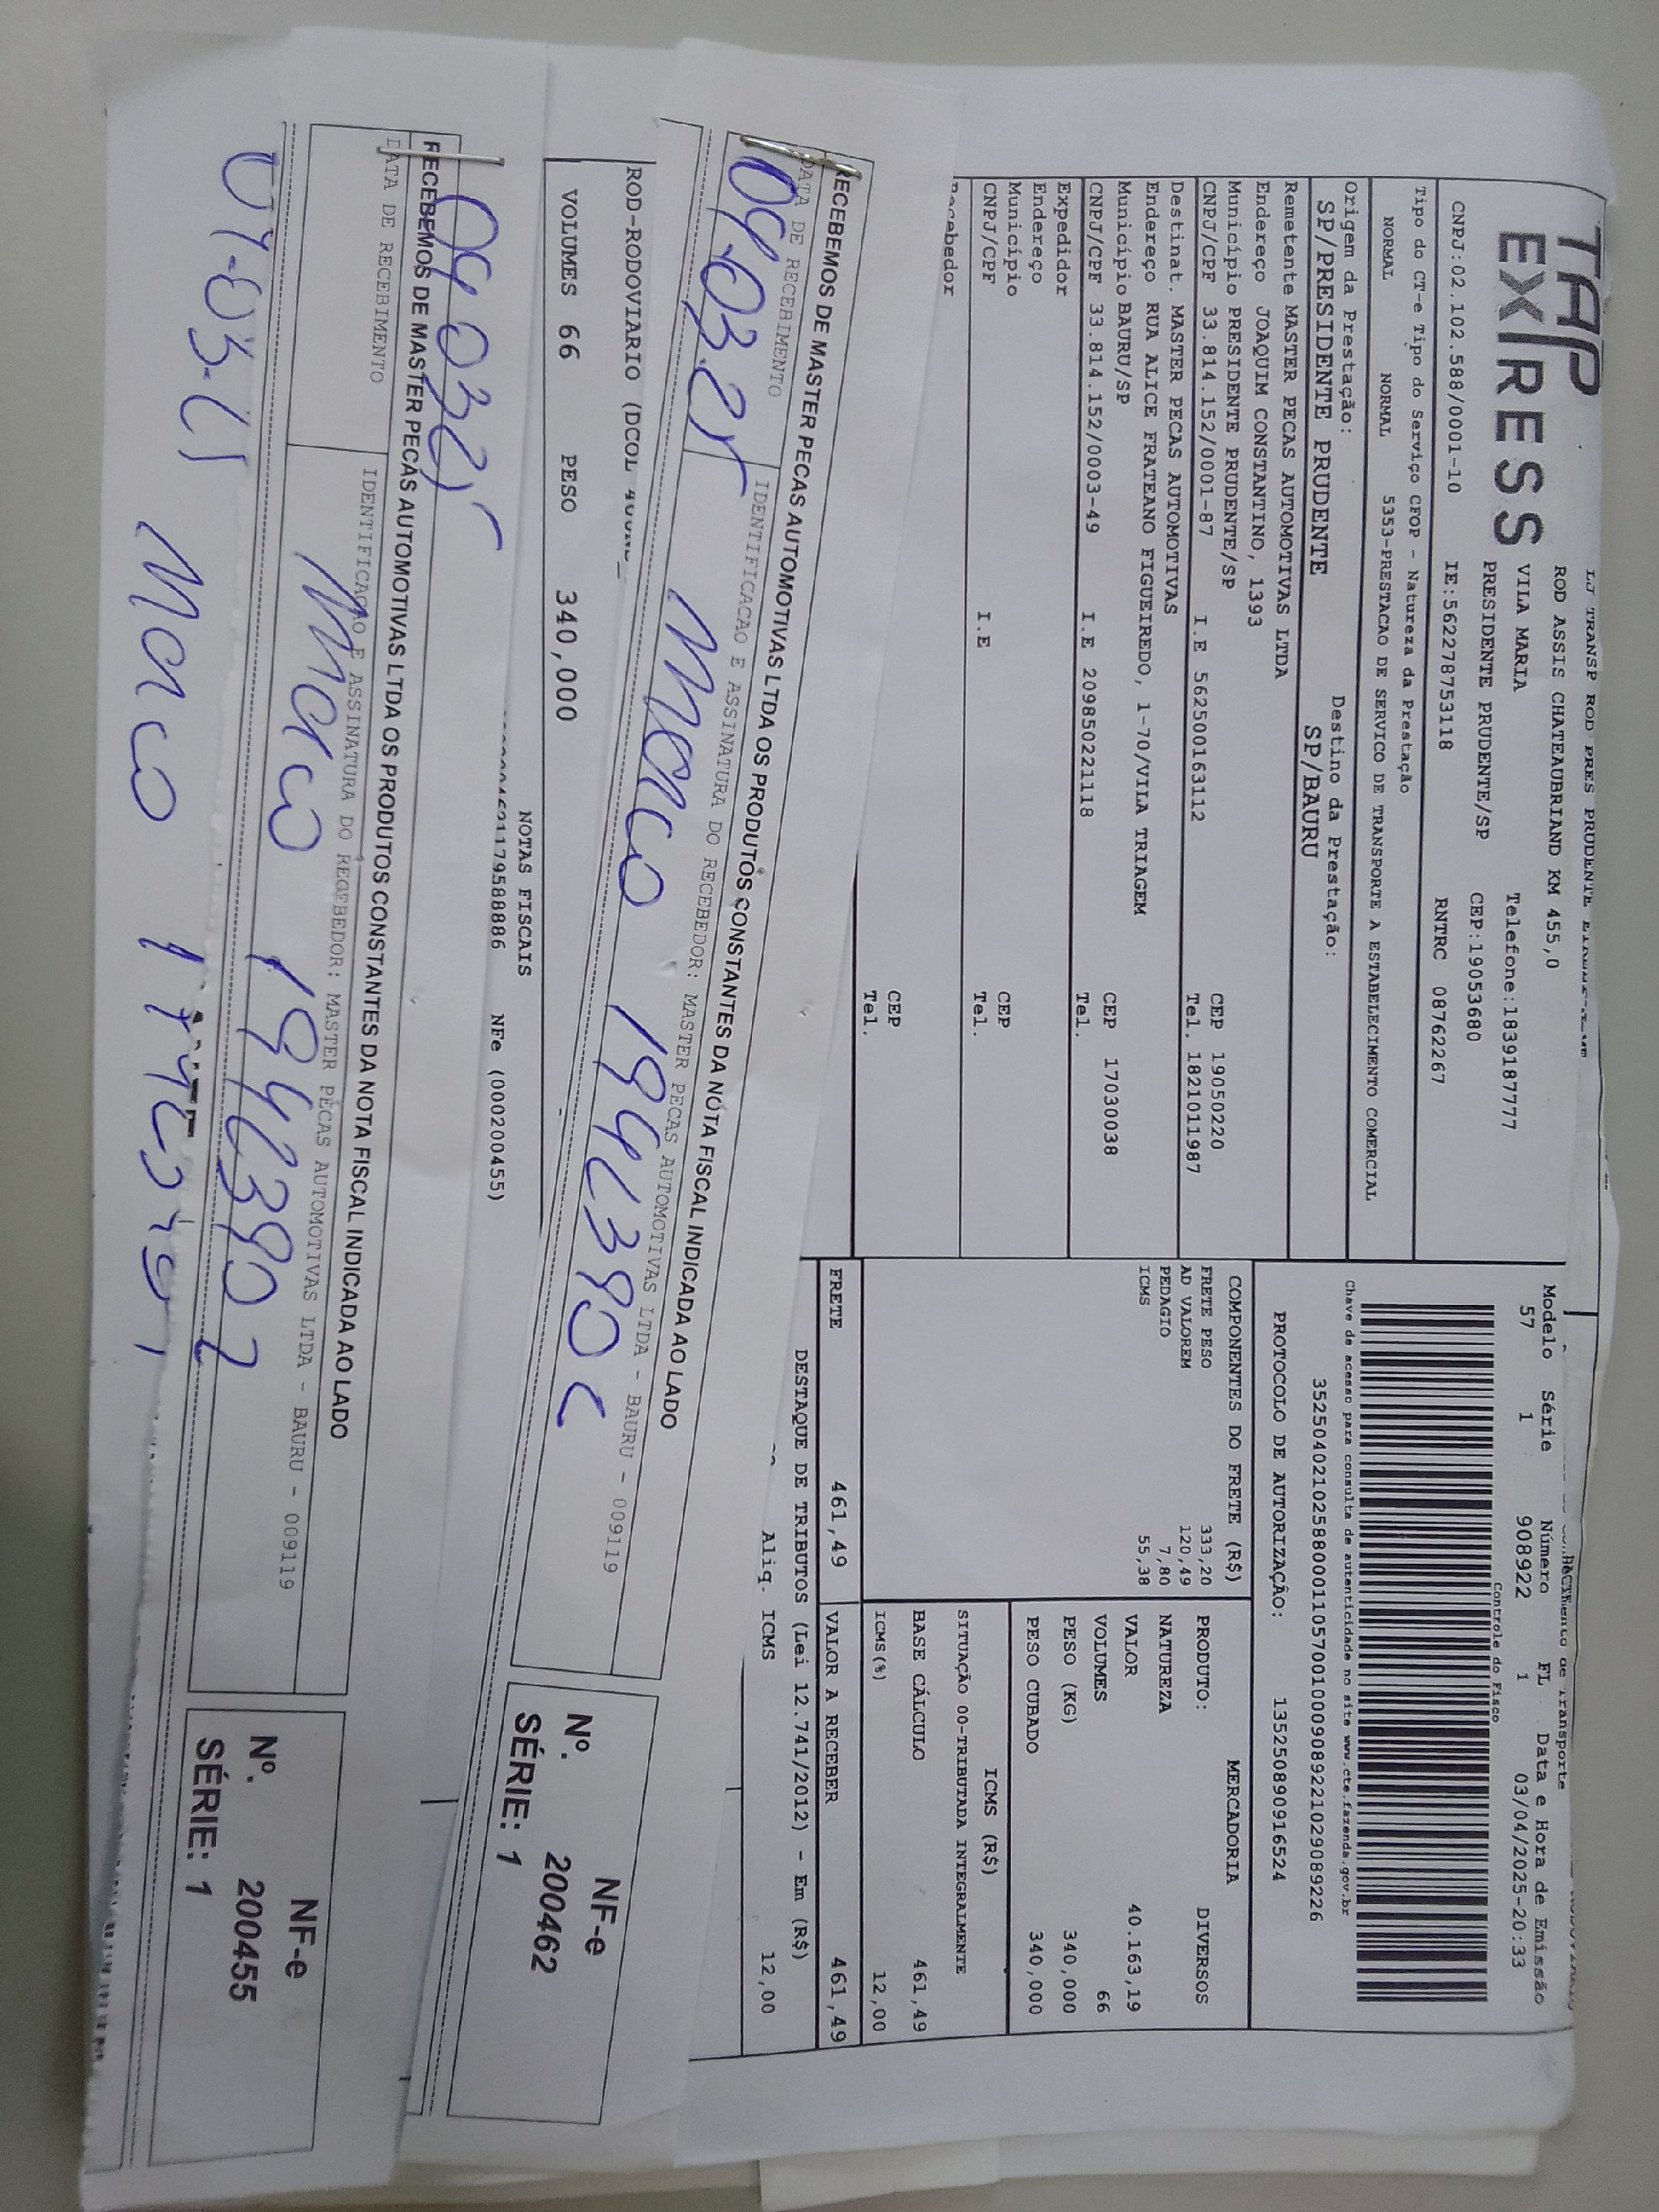 TAP
EXPRESS
LJ TRANSP ROD PRES PRUDENTE
ROD ASSIS CHATEAUBRIAND KM 455,0
VILA MARIA Telefone:1839187777
PRESIDENTE PRUDENTE/SP CEP:19053680
CNPJ:02.102.588/0001-10 IE:562278753118 RNTRC 08762267
Tipo do CT-e Tipo do Serviço CFOP - Natureza da Prestação
NORMAL NORMAL 5353-PRESTACAO DE SERVICO DE TRANSPORTE A ESTABELECIMENTO COMERCIAL
Origem da Prestação: Destino da Prestação:
SP/PRESIDENTE PRUDENTE SP/BAURU
Remetente MASTER PECAS AUTOMOTIVAS LTDA
Endereço JOAQUIM CONSTANTINO, 1393
Município PRESIDENTE PRUDENTE/SP CEP 19050220
CNPJ/CPF 33.814.152/0001-87 I.E 562500163112 Tel. 1821011987
Destinat. MASTER PECAS AUTOMOTIVAS
Endereço RUA ALICE FRATEANO FIGUEIREDO, 1-70/VILA TRIAGEM
Município BAURU/SP CEP 17030038
CNPJ/CPF 33.814.152/0003-49 I.E 209850221118 Tel.
Expedidor
Endereço
Município CEP
CNPJ/CPF I.E Tel.
Recebedor
CEP
Tel.
Modelo Série Número FL Data e Hora de Emissão
57 1 908922 1 03/04/2025-20:33
Controle do Fisco
Chave de acesso para consulta de autenticidade no site www.cte.fazenda.gov.br
35250402102588000110570010009089221029089226
PROTOCOLO DE AUTORIZAÇÃO: 135250890916524
COMPONENTES DO FRETE (R$)
FRETE PESO 333,20
AD VALOREM 120,49
PEDAGIO 7,80
ICMS 55,38
MERCADORIA
PRODUTO: DIVERSOS
NATUREZA
VALOR 40.163,19
VOLUMES 66
PESO (KG) 340,000
PESO CUBADO 340,000
ICMS (R$)
SITUAÇÃO 00-TRIBUTADA INTEGRALMENTE
BASE CÁLCULO 461,49
ICMS(%) 12,00
FRETE 461,49 VALOR A RECEBER 461,49
DESTAQUE DE TRIBUTOS (Lei 12.741/2012) - Em (R$)
Aliq. ICMS 12,00
RECEBEMOS DE MASTER PECAS AUTOMOTIVAS LTDA OS PRODUTOS CONSTANTES DA NOTA FISCAL INDICADA AO LADO
DATA DE RECEBIMENTO IDENTIFICACAO E ASSINATURA DO RECEBEDOR: MASTER PECAS AUTOMOTIVAS LTDA - BAURU - 009119
NF-e
Nº. 200462
SÉRIE: 1
ROD-RODOVIARIO (DCOL
VOLUMES 66 PESO 340,000
NOTAS FISCAIS
NFe (000200455)
RECEBEMOS DE MASTER PECAS AUTOMOTIVAS LTDA OS PRODUTOS CONSTANTES DA NOTA FISCAL INDICADA AO LADO
DATA DE RECEBIMENTO IDENTIFICAÇAO E ASSINATURA DO RECEBEDOR: MASTER PECAS AUTOMOTIVAS LTDA - BAURU - 009119
NF-e
Nº. 200455
SÉRIE: 1